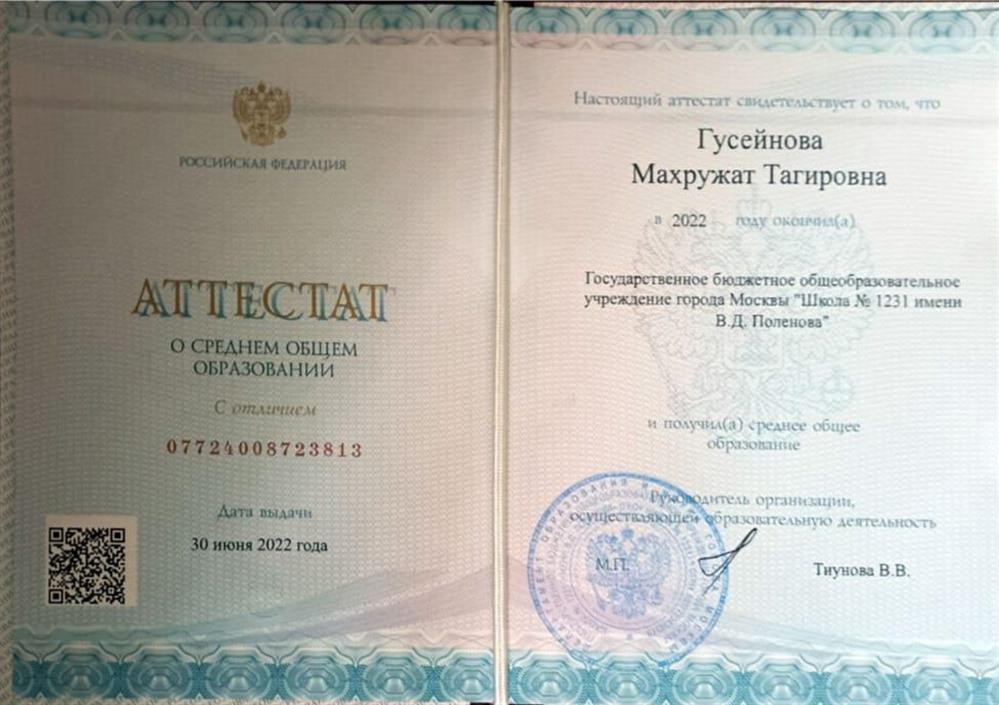 РОССИЙСКАЯ ФЕДЕРАЦИЯ
АТТЕСТАТ
О СРЕДНЕМ ОБЩЕМ
ОБРАЗОВАНИИ
С отличием
07724008723813
Дата выдачи
30 июня 2022 года
Настоящий аттестат свидетельствует о том, что
Гусейнова
Махружат Тагировна
в 2022 году окончил(а)
Государственное бюджетное общеобразовательное
учреждение города Москвы "Школа № 1231 имени
В.Д. Поленова"
и получил(а) среднее общее
образование
Руководитель организации,
осуществляющей образовательную деятельность
М.П.
Тиунова В.В.